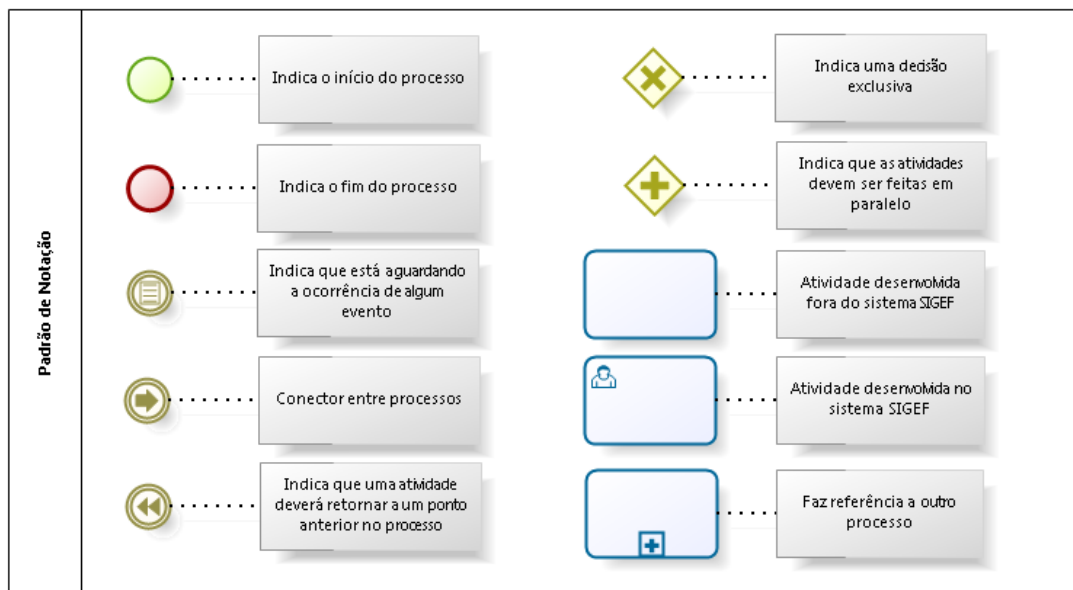 Padrão de Notação
Indica o início do processo
Indica o fim do processo
Indica que está aguardando
a ocorrência de algum
evento
Conector entre processos
Indica que uma atividade
deverá retornar a um ponto
anterior no processo
Indica uma decisão
exclusiva
Indica que as atividades
devem ser feitas em
paralelo
Atividade desenvolvida
fora do sistema SIGEF
Atividade desenvolvida no
sistema SIGEF
Faz referência a outro
processo